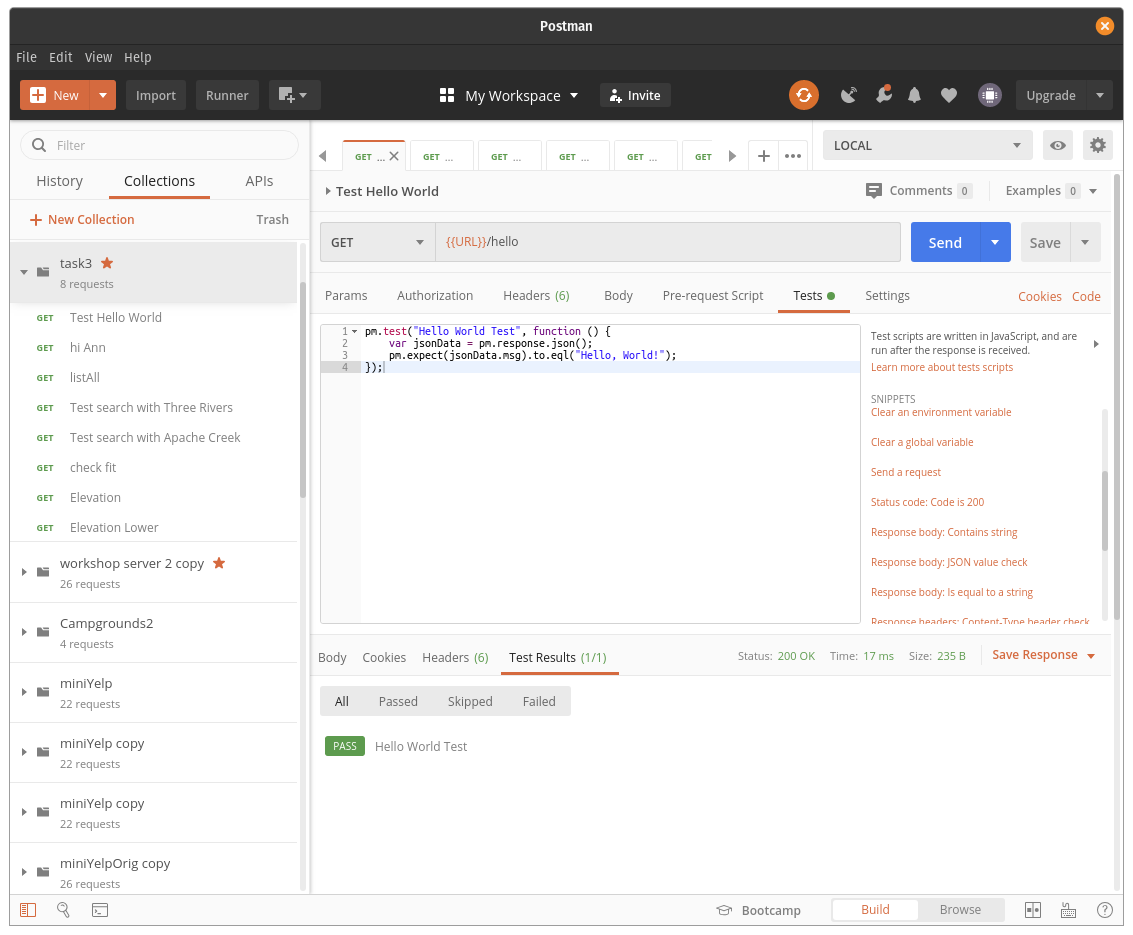 Postman
File Edit View Help
New Import Runner My Workspace Invite Upgrade
Filter
History Collections APIs
New Collection Trash
task3
8 requests
GET Test Hello World
GET hi Ann
GET listAll
GET Test search with Three Rivers
GET Test search with Apache Creek
GET check fit
GET Elevation
GET Elevation Lower
workshop server 2 copy
26 requests
Campgrounds2
4 requests
miniYelp
22 requests
miniYelp copy
22 requests
miniYelp copy
22 requests
miniYelpOrig copy
26 requests
GET ... GET ... GET ... GET ... GET ... GET
LOCAL
Test Hello World
Comments 0 Examples 0
GET {{URL}}/hello Send Save
Params Authorization Headers (6) Body Pre-request Script Tests Settings Cookies Code
1 pm.test("Hello World Test", function () {
2 var jsonData = pm.response.json();
3 pm.expect(jsonData.msg).to.eql("Hello, World!");
4 });
Test scripts are written in JavaScript, and are
run after the response is received.
Learn more about tests scripts
SNIPPETS
Clear an environment variable
Clear a global variable
Send a request
Status code: Code is 200
Response body: Contains string
Response body: JSON value check
Response body: Is equal to a string
Response headers: Content-Type header check
Body Cookies Headers (6) Test Results (1/1) Status: 200 OK Time: 17 ms Size: 235 B Save Response
All Passed Skipped Failed
PASS Hello World Test
Bootcamp Build Browse